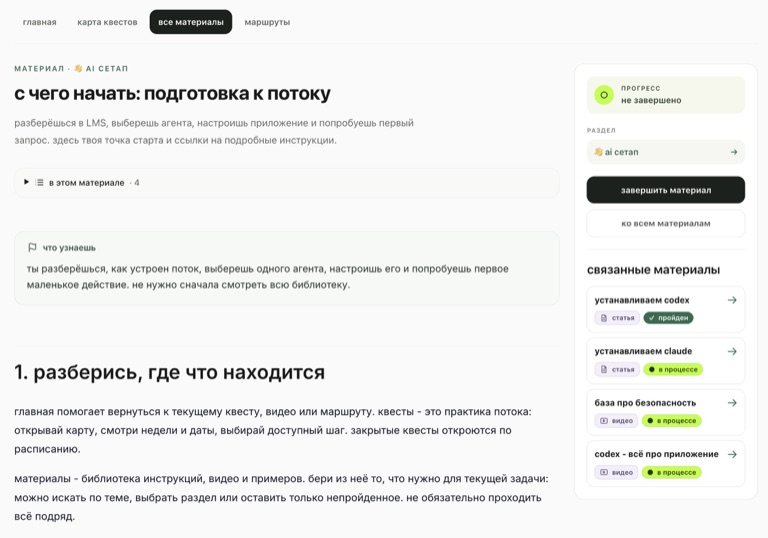 главная
карта квестов
все материалы
маршруты
МАТЕРИАЛ · 👋 AI СЕТАП
с чего начать: подготовка к потоку
разберёшься в LMS, выберешь агента, настроишь приложение и попробуешь первый
запрос. здесь твоя точка старта и ссылки на подробные инструкции.
в этом материале · 4
что узнаешь
ты разберёшься, как устроен поток, выберешь одного агента, настроишь его и попробуешь первое
маленькое действие. не нужно сначала смотреть всю библиотеку.
1. разберись, где что находится
главная помогает вернуться к текущему квесту, видео или маршруту. квесты - это практика потока:
открывай карту, смотри недели и даты, выбирай доступный шаг. закрытые квесты откроются по
расписанию.
материалы - библиотека инструкций, видео и примеров. бери из неё то, что нужно для текущей задачи:
можно искать по теме, выбрать раздел или оставить только непройденное. не обязательно проходить
всё подряд.
ПРОГРЕСС
не завершено
РАЗДЕЛ
👋 ai сетап
завершить материал
ко всем материалам
связанные материалы
устанавливаем codex
статья
пройден
устанавливаем claude
статья
в процессе
база про безопасность
видео
в процессе
codex - всё про приложение
видео
в процессе